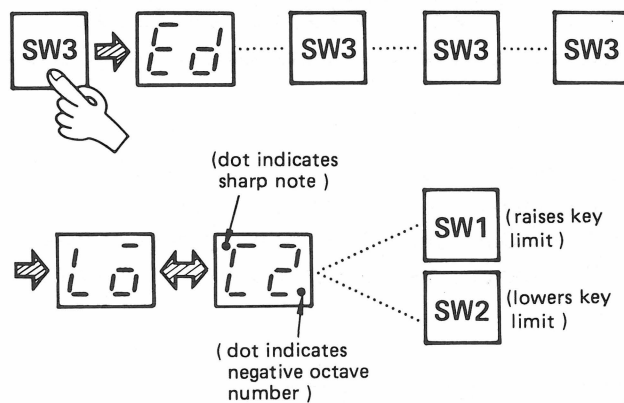 SW3
Ed
SW3
SW3
SW3
(dot indicates
sharp note )
Lo
C2
SW1
(raises key
limit )
SW2
(lowers key
limit )
( dot indicates
negative octave
number )